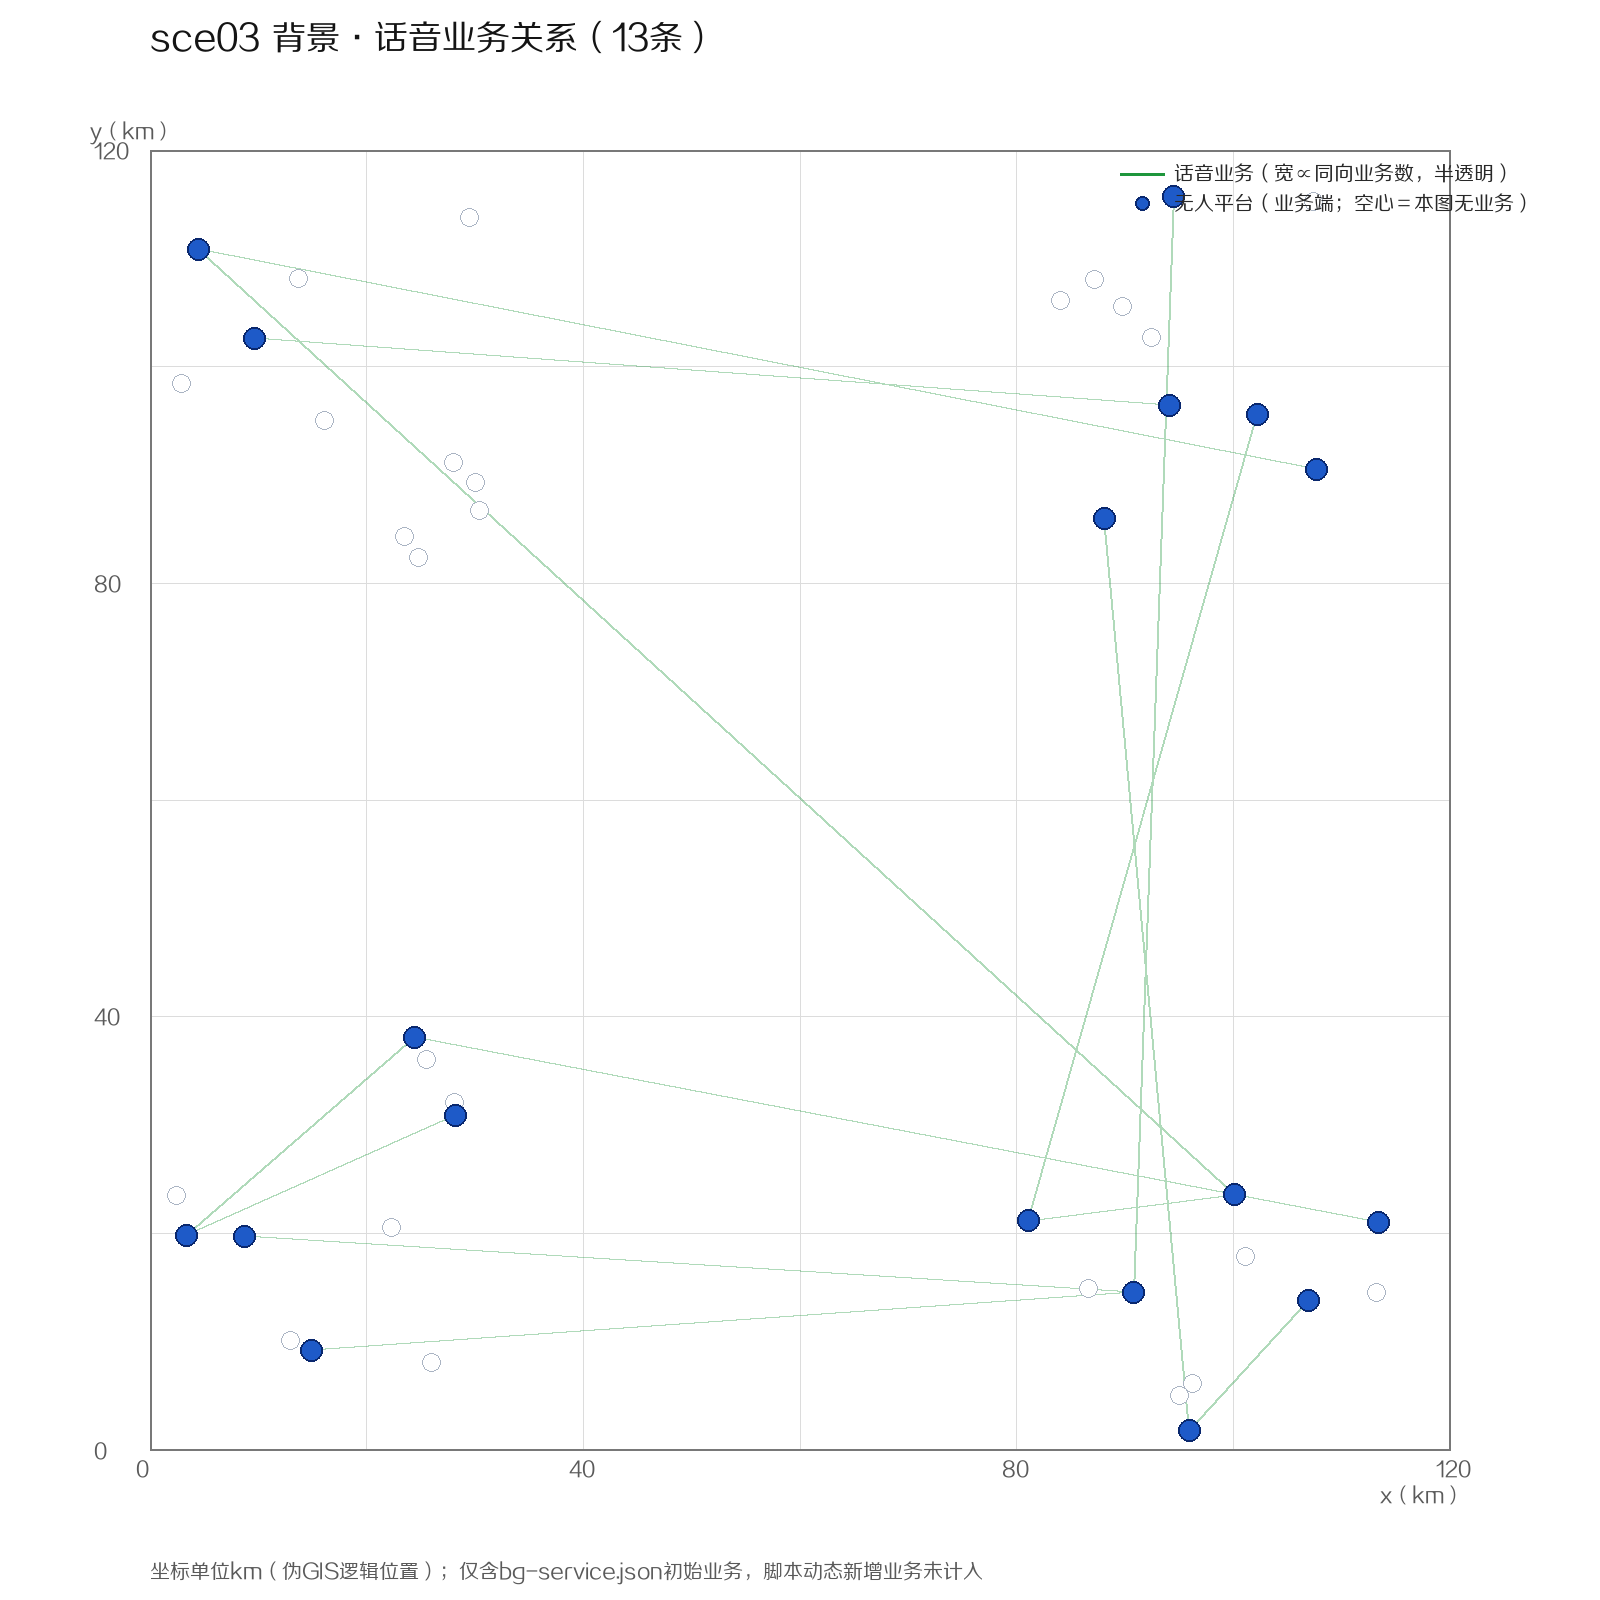 sce03 背景·话音业务关系（13条）
y（km）
120
话音业务（宽∝同向业务数，半透明）
无人平台（业务端；空心＝本图无业务）
80
40
0
0 40 80 120
x（km）
坐标单位km（伪GIS逻辑位置）；仅含bg-service.json初始业务，脚本动态新增业务未计入